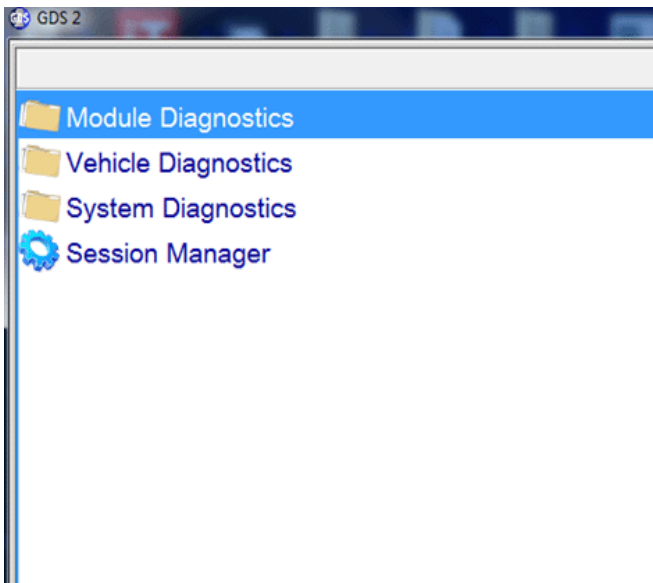 GDS 2
Module Diagnostics
Vehicle Diagnostics
System Diagnostics
Session Manager